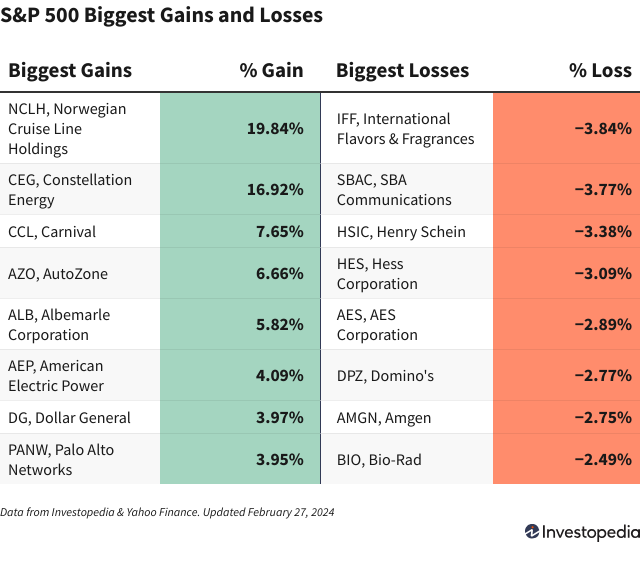 S&P 500 Biggest Gains and Losses
Biggest Gains % Gain Biggest Losses % Loss
NCLH, Norwegian
Cruise Line
Holdings
19.84%
IFF, International
Flavors & Fragrances
−3.84%
CEG, Constellation
Energy
16.92%
SBAC, SBA
Communications
−3.77%
CCL, Carnival 7.65% HSIC, Henry Schein −3.38%
AZO, AutoZone 6.66%
HES, Hess
Corporation
−3.09%
ALB, Albemarle
Corporation
5.82%
AES, AES
Corporation
−2.89%
AEP, American
Electric Power
4.09%
DPZ, Domino's −2.77%
DG, Dollar General 3.97% AMGN, Amgen −2.75%
PANW, Palo Alto
Networks
3.95%
BIO, Bio-Rad −2.49%
Data from Investopedia & Yahoo Finance. Updated February 27, 2024
Investopedia